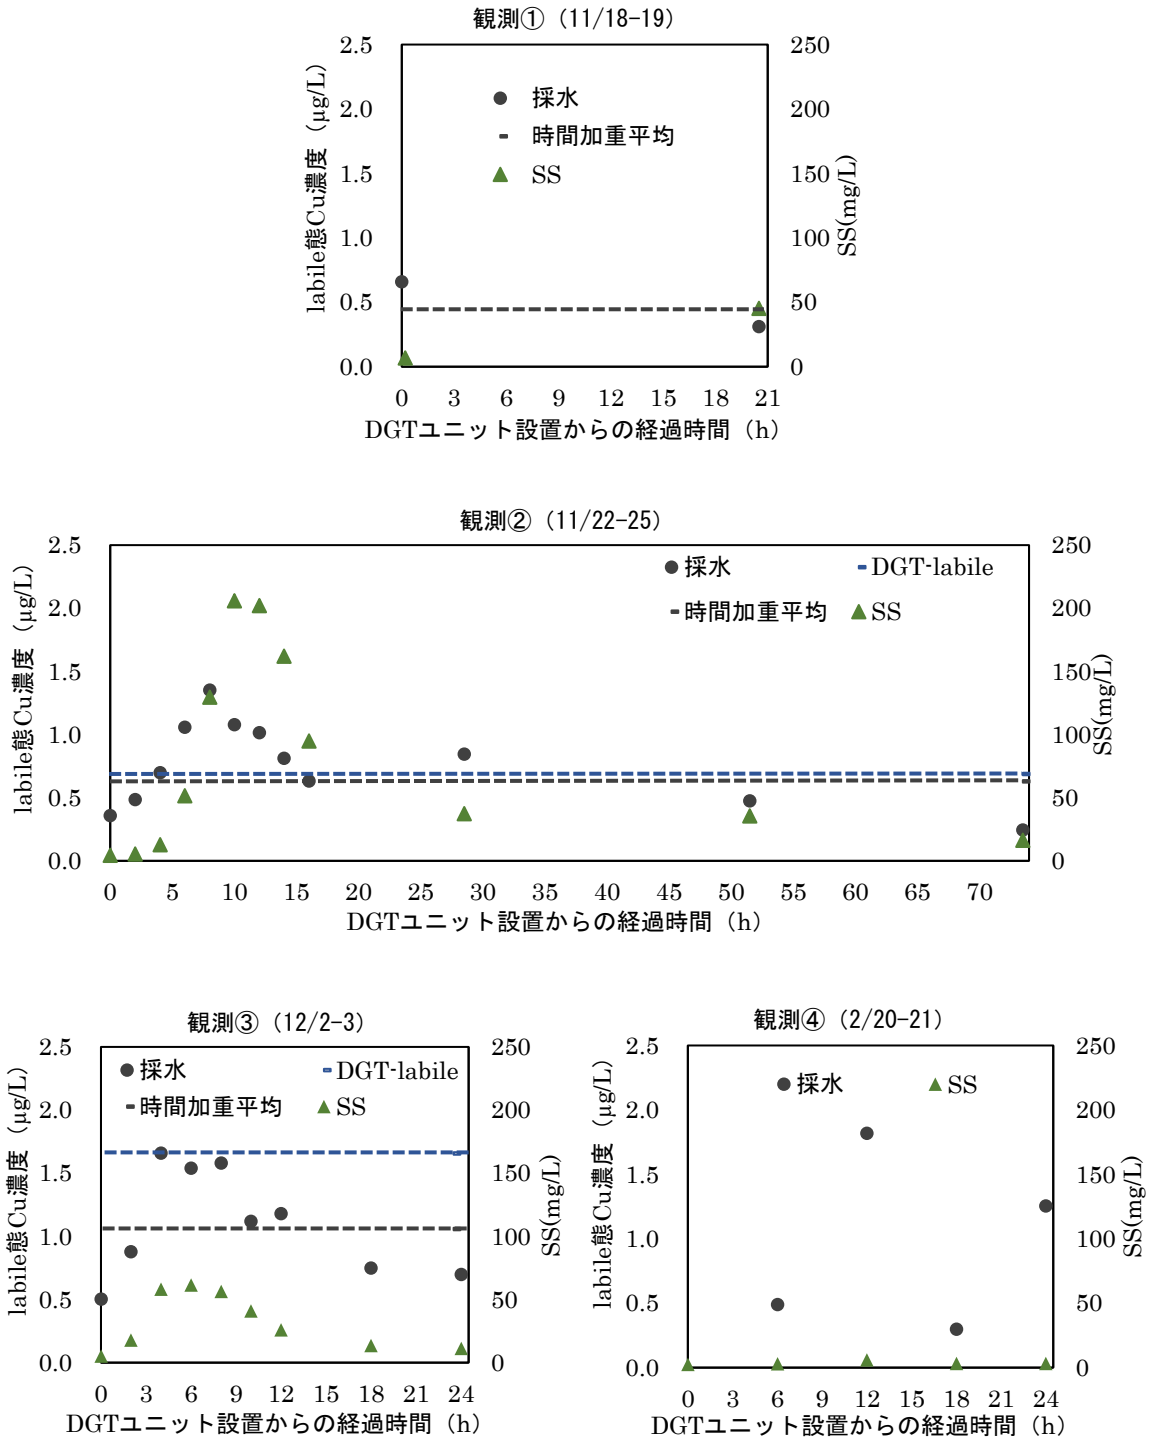 観測①（11/18-19）
2.5
2.0
1.5
1.0
0.5
0.0
labile態Cu濃度（μg/L）
採水
時間加重平均
SS
250
200
150
100
50
0
SS(mg/L)
0 3 6 9 12 15 18 21
DGTユニット設置からの経過時間（h）
観測②（11/22-25）
2.5
2.0
1.5
1.0
0.5
0.0
labile態Cu濃度（μg/L）
採水 DGT-labile
時間加重平均 SS
250
200
150
100
50
0
SS(mg/L)
0 5 10 15 20 25 30 35 40 45 50 55 60 65 70
DGTユニット設置からの経過時間（h）
観測③（12/2-3）
2.5
2.0
1.5
1.0
0.5
0.0
labile態Cu濃度（μg/L）
採水 DGT-labile
時間加重平均 SS
250
200
150
100
50
0
SS(mg/L)
0 3 6 9 12 15 18 21 24
DGTユニット設置からの経過時間（h）
観測④（2/20-21）
2.5
2.0
1.5
1.0
0.5
0.0
labile態Cu濃度（μg/L）
採水 SS
250
200
150
100
50
0
SS(mg/L)
0 3 6 9 12 15 18 21 24
DGTユニット設置からの経過時間（h）